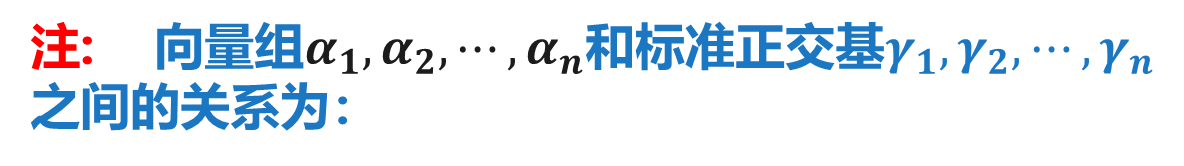 注: 向量组α₁, α₂, ⋯, αₙ和标准正交基γ₁, γ₂, ⋯, γₙ
之间的关系为：